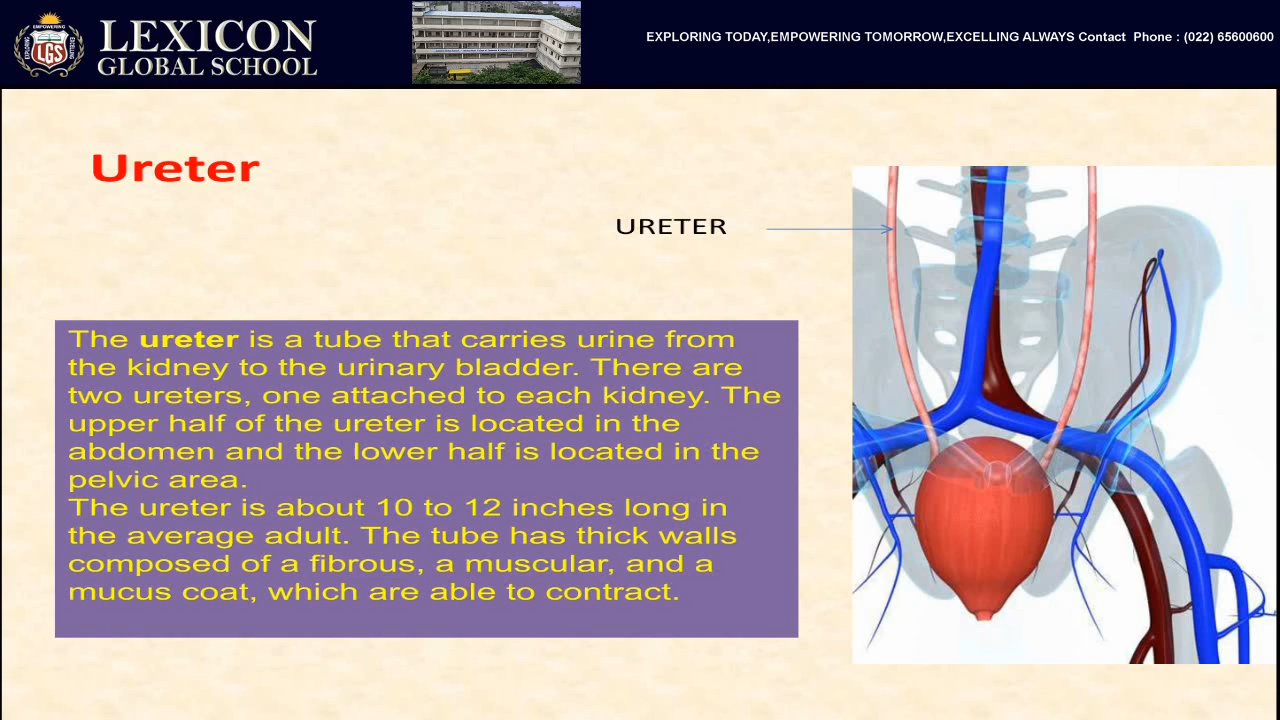 EMPOWERING
LGS
LEXICON
GLOBAL SCHOOL
EXPLORING TODAY,EMPOWERING TOMORROW,EXCELLING ALWAYS Contact Phone : (022) 65600600
Ureter
URETER
The ureter is a tube that carries urine from
the kidney to the urinary bladder. There are
two ureters, one attached to each kidney. The
upper half of the ureter is located in the
abdomen and the lower half is located in the
pelvic area.
The ureter is about 10 to 12 inches long in
the average adult. The tube has thick walls
composed of a fibrous, a muscular, and a
mucus coat, which are able to contract.